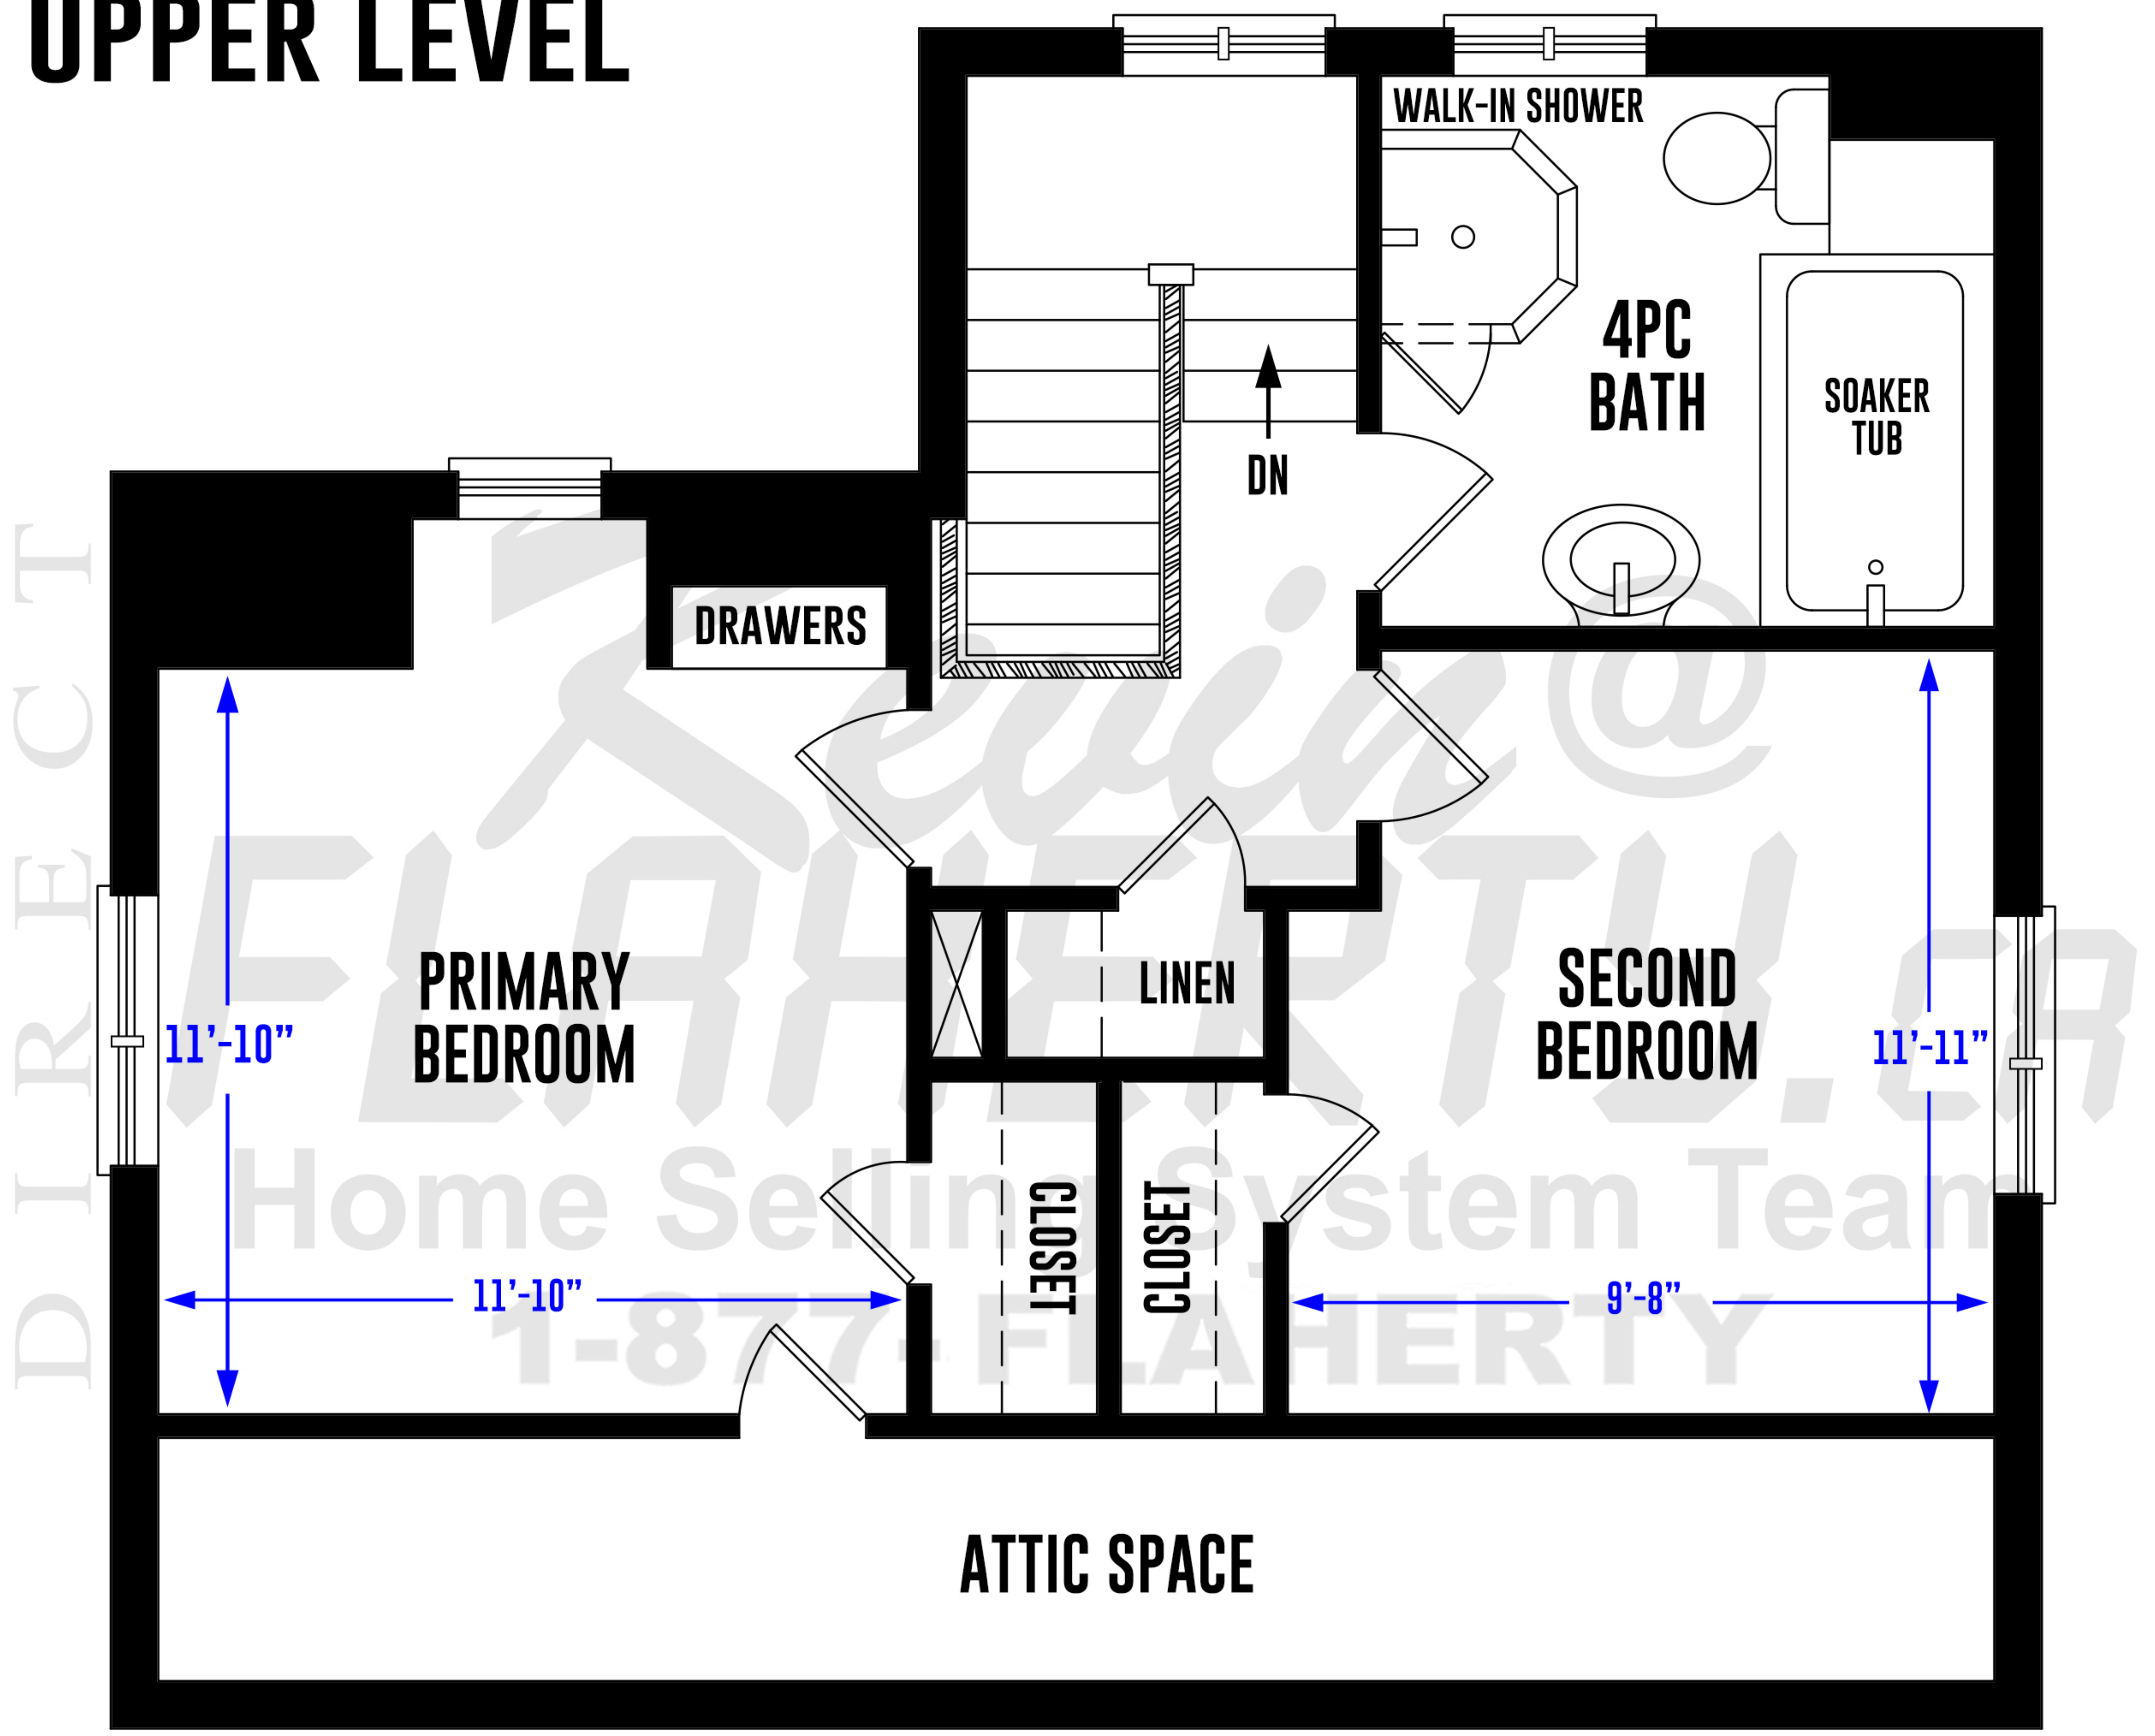 UPPER LEVEL
WALK-IN SHOWER
4PC
BATH
SOAKER
TUB
DN
DRAWERS
PRIMARY
BEDROOM
11'-10”
11'-10”
LINEN
CLOSET
CLOSET
SECOND
BEDROOM
11'-11”
9'-8”
ATTIC SPACE
DIRECT
Kevin@
FLAHERTY.CA
Home Selling System Team
1-877-FLAHERTY